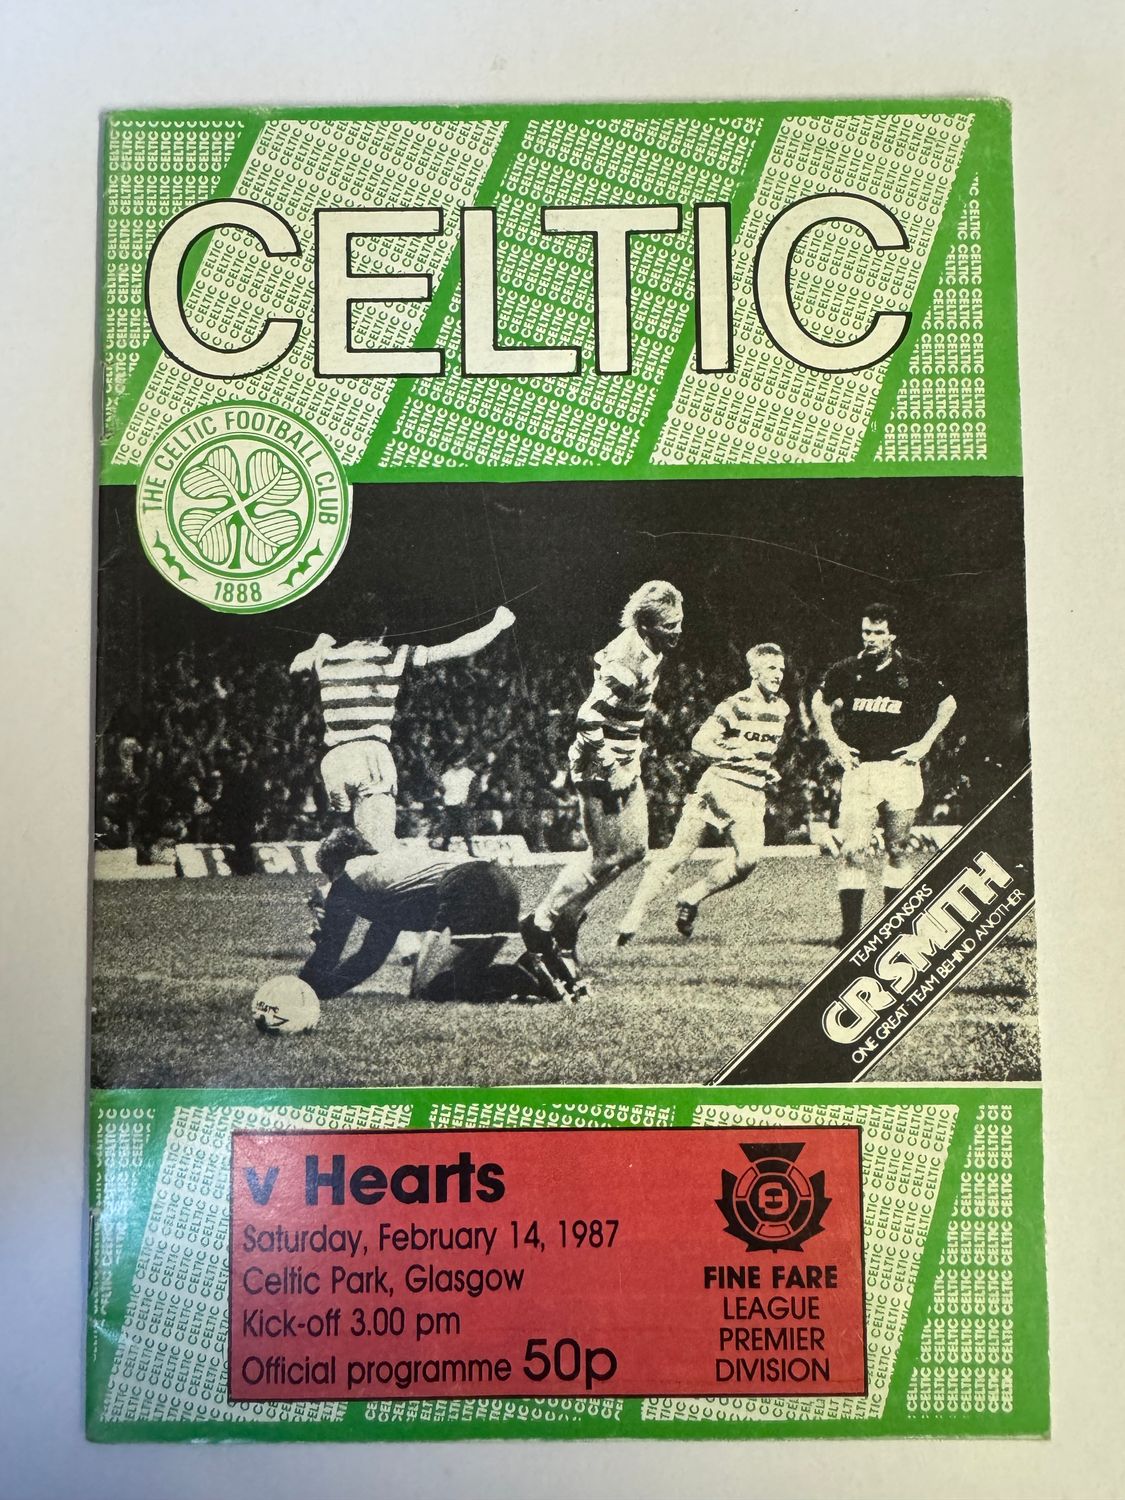 CELTIC
THE CELTIC FOOTBALL CLUB
1888
mita
TEAM SPONSORS
CR SMITH
ONE GREAT TEAM BEHIND ANOTHER
v Hearts
Saturday, February 14, 1987
Celtic Park, Glasgow
Kick-off 3.00 pm
Official programme 50p
FINE FARE
LEAGUE
PREMIER
DIVISION